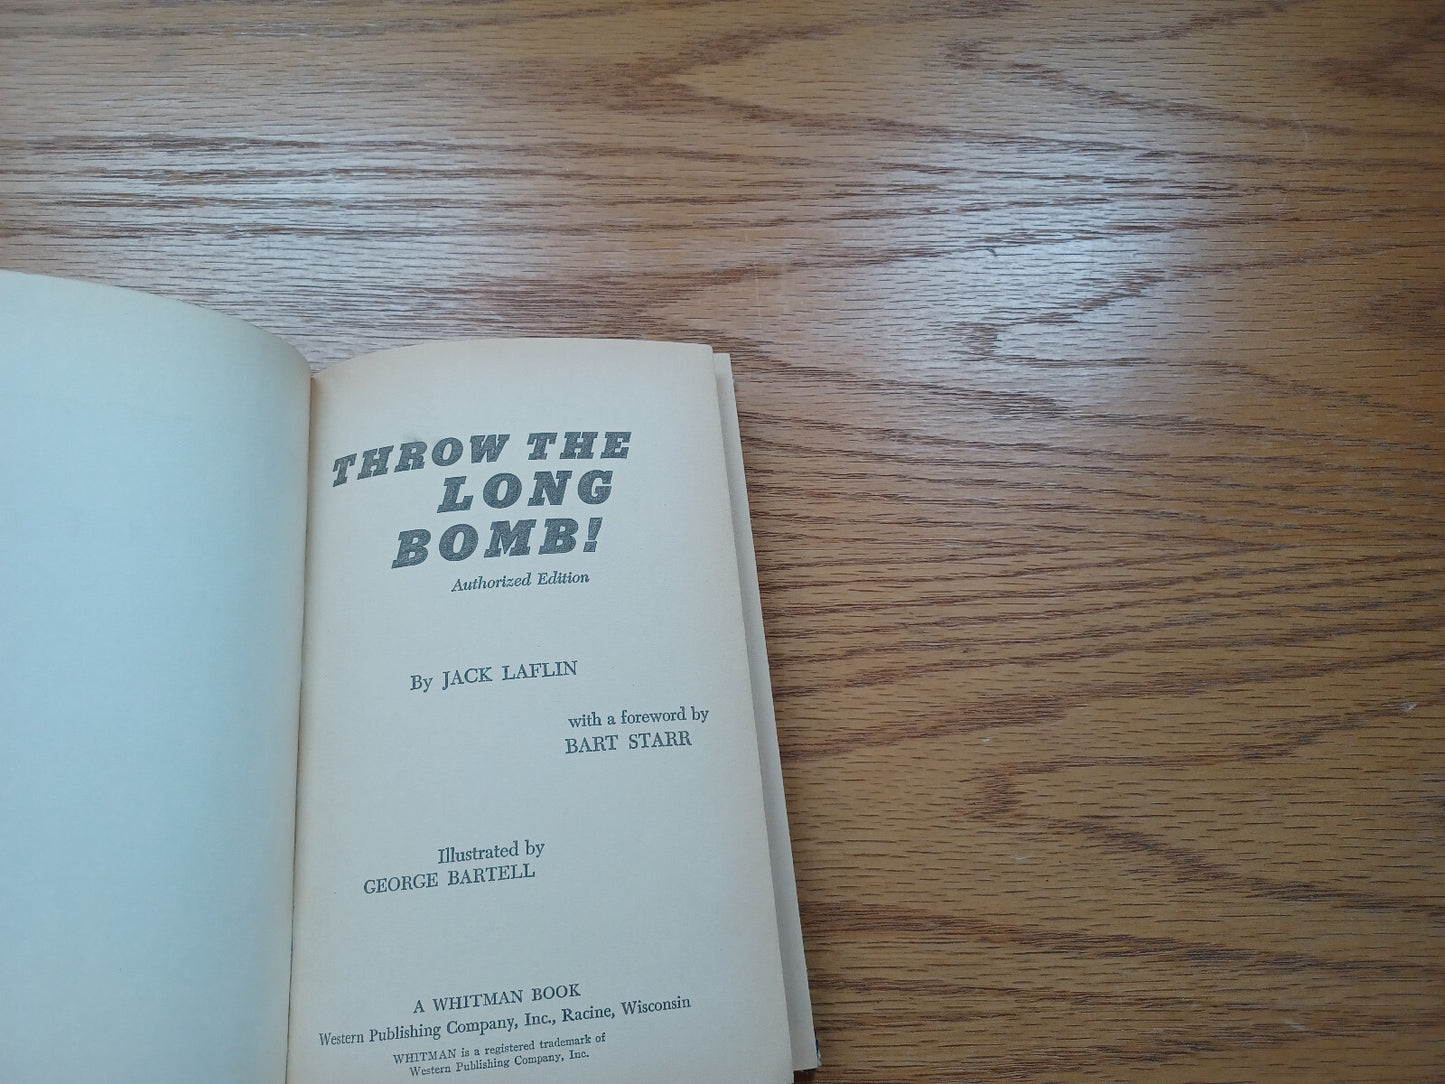 THROW THE
LONG
BOMB!
Authorized Edition
By JACK LAFLIN
with a foreword by
BART STARR
Illustrated by
GEORGE BARTELL
A WHITMAN BOOK
Western Publishing Company, Inc., Racine, Wisconsin
WHITMAN is a registered trademark of
Western Publishing Company, Inc.